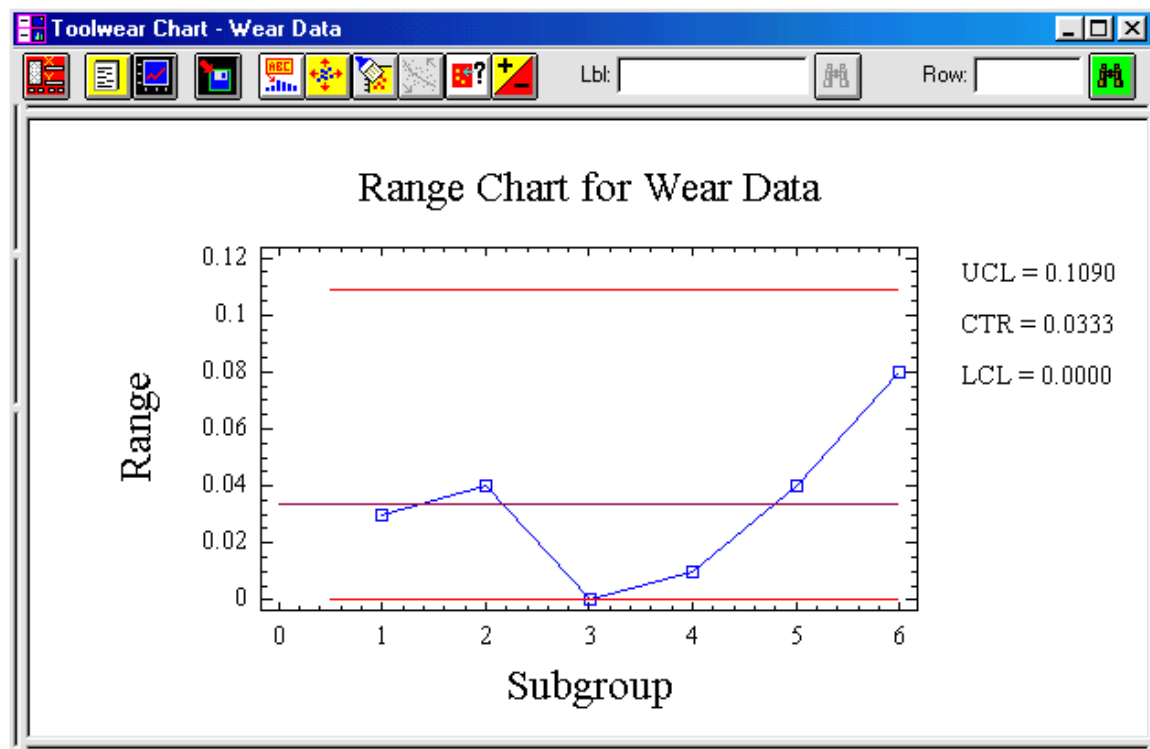 Toolwear Chart - Wear Data
ABC
?
Lbl:
Row:
Range Chart for Wear Data
0.12
0.1
0.08
0.06
0.04
0.02
0
Range
0 1 2 3 4 5 6
Subgroup
UCL = 0.1090
CTR = 0.0333
LCL = 0.0000